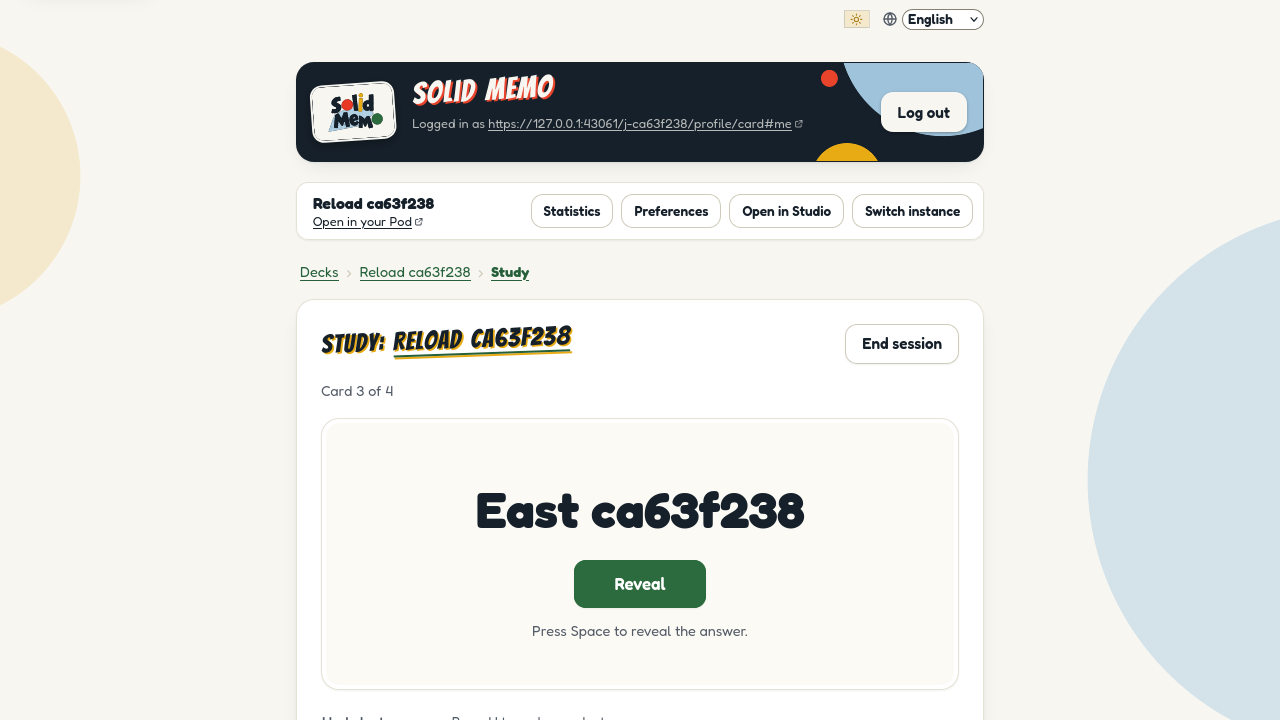 English
Solid Memo
SOLID MEMO
Logged in as https://127.0.0.1:43061/j-ca63f238/profile/card#me
Log out
Reload ca63f238
Open in your Pod
Statistics
Preferences
Open in Studio
Switch instance
Decks › Reload ca63f238 › Study
STUDY: RELOAD CA63F238
End session
Card 3 of 4
East ca63f238
Reveal
Press Space to reveal the answer.